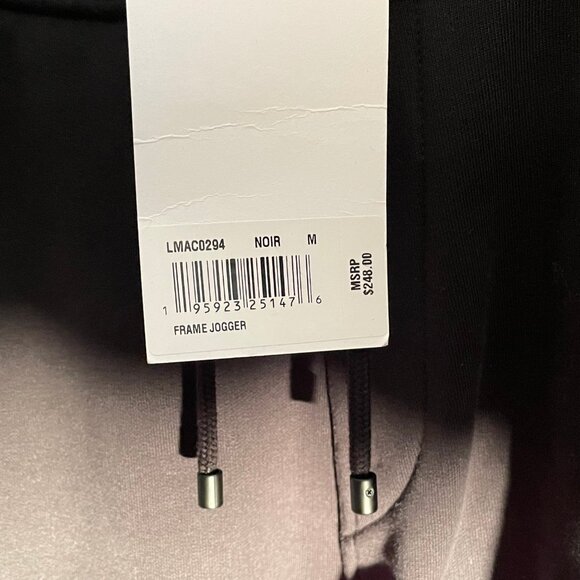 LMAC0294 NOIR M
1 95923 25147 6
FRAME JOGGER
MSRP
$248.00